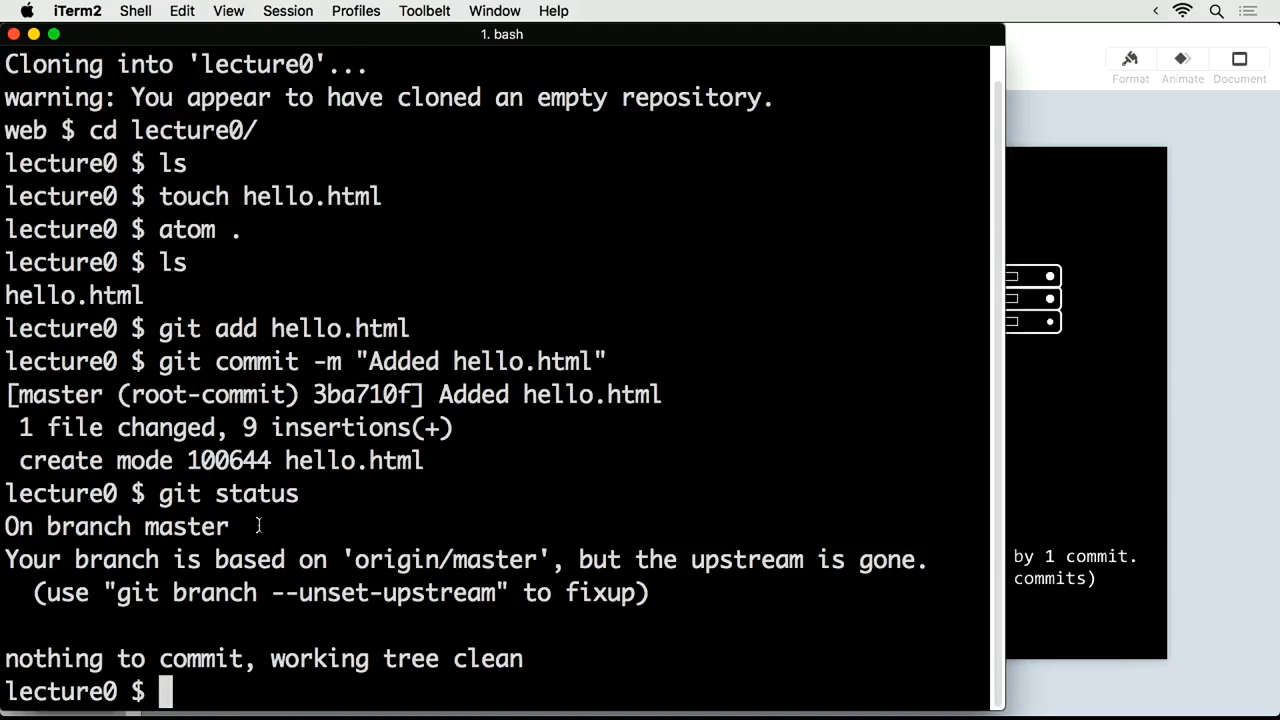 iTerm2 Shell Edit View Session Profiles Toolbelt Window Help
1. bash
Cloning into 'lecture0'...
warning: You appear to have cloned an empty repository.
web $ cd lecture0/
lecture0 $ ls
lecture0 $ touch hello.html
lecture0 $ atom .
lecture0 $ ls
hello.html
lecture0 $ git add hello.html
lecture0 $ git commit -m "Added hello.html"
[master (root-commit) 3ba710f] Added hello.html
1 file changed, 9 insertions(+)
create mode 100644 hello.html
lecture0 $ git status
On branch master
Your branch is based on 'origin/master', but the upstream is gone.
(use "git branch --unset-upstream" to fixup)
nothing to commit, working tree clean
lecture0 $
Format Animate Document
by 1 commit.
commits)